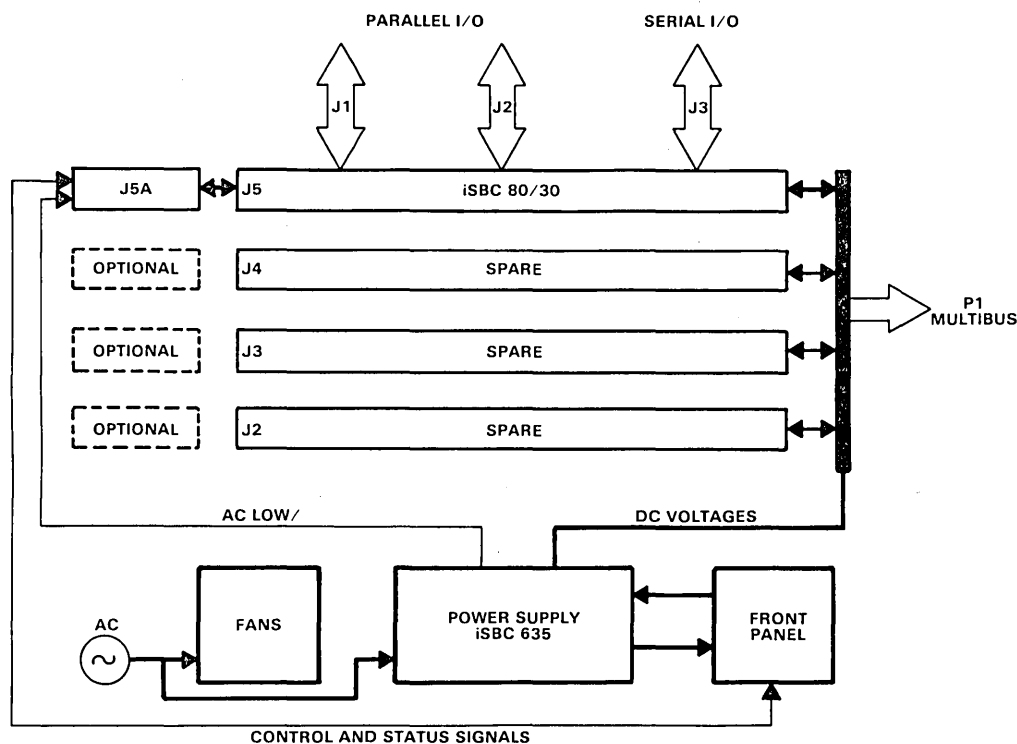 PARALLEL I/O
SERIAL I/O
J1
J2
J3
J5A
J5
iSBC 80/30
OPTIONAL
J4
SPARE
P1
MULTIBUS
OPTIONAL
J3
SPARE
OPTIONAL
J2
SPARE
AC LOW/
DC VOLTAGES
AC
FANS
POWER SUPPLY
iSBC 635
FRONT
PANEL
CONTROL AND STATUS SIGNALS